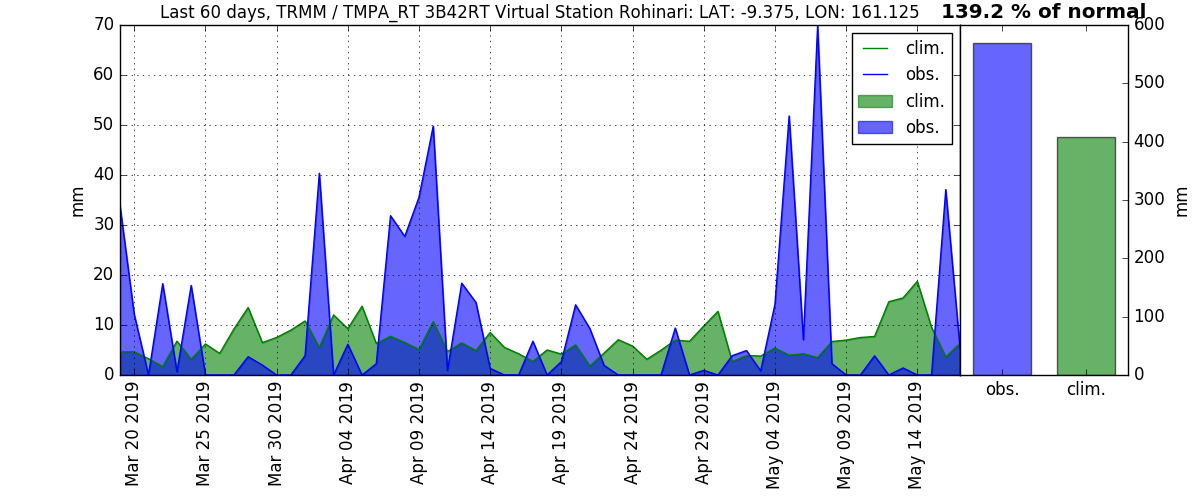 Last 60 days, TRMM / TMPA_RT 3B42RT Virtual Station Rohinari: LAT: -9.375, LON: 161.125
139.2 % of normal
70
60
50
40
30
20
10
0
mm
clim.
obs.
clim.
obs.
600
500
400
300
200
100
0
mm
Mar 20 2019
Mar 25 2019
Mar 30 2019
Apr 04 2019
Apr 09 2019
Apr 14 2019
Apr 19 2019
Apr 24 2019
Apr 29 2019
May 04 2019
May 09 2019
May 14 2019
obs.
clim.